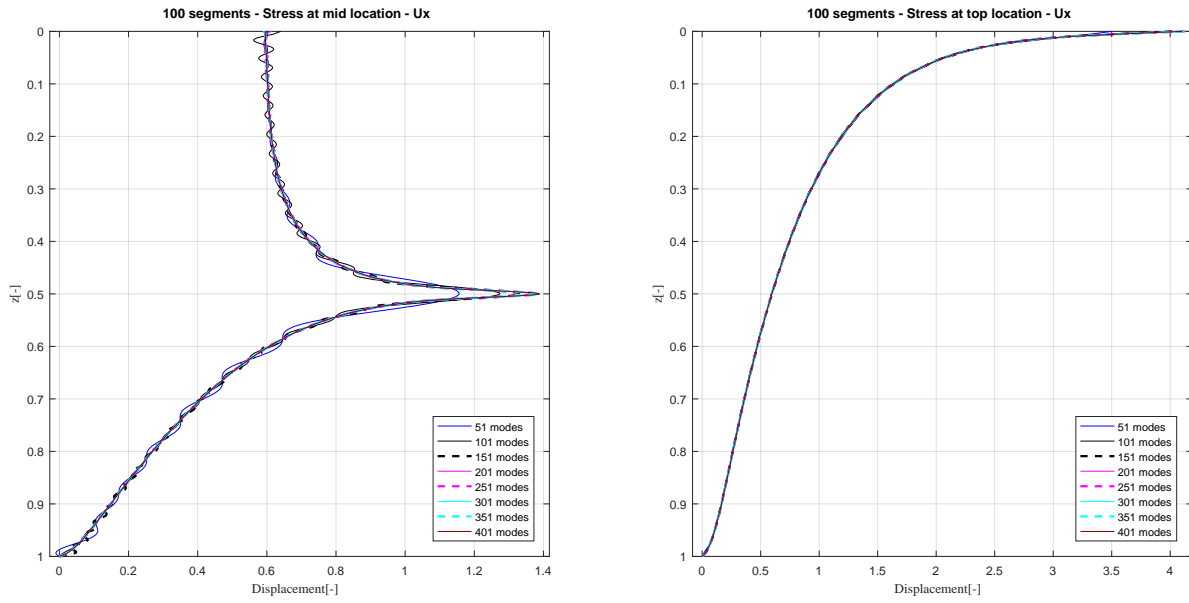 100 segments - Stress at mid location - Ux
0
0.1
0.2
0.3
0.4
0.5
0.6
0.7
0.8
0.9
1
z[-]
0
0.2
0.4
0.6
0.8
1
1.2
1.4
Displacement[-]
51 modes
101 modes
151 modes
201 modes
251 modes
301 modes
351 modes
401 modes
100 segments - Stress at top location - Ux
0
0.1
0.2
0.3
0.4
0.5
0.6
0.7
0.8
0.9
1
z[-]
0
0.5
1
1.5
2
2.5
3
3.5
4
Displacement[-]
51 modes
101 modes
151 modes
201 modes
251 modes
301 modes
351 modes
401 modes